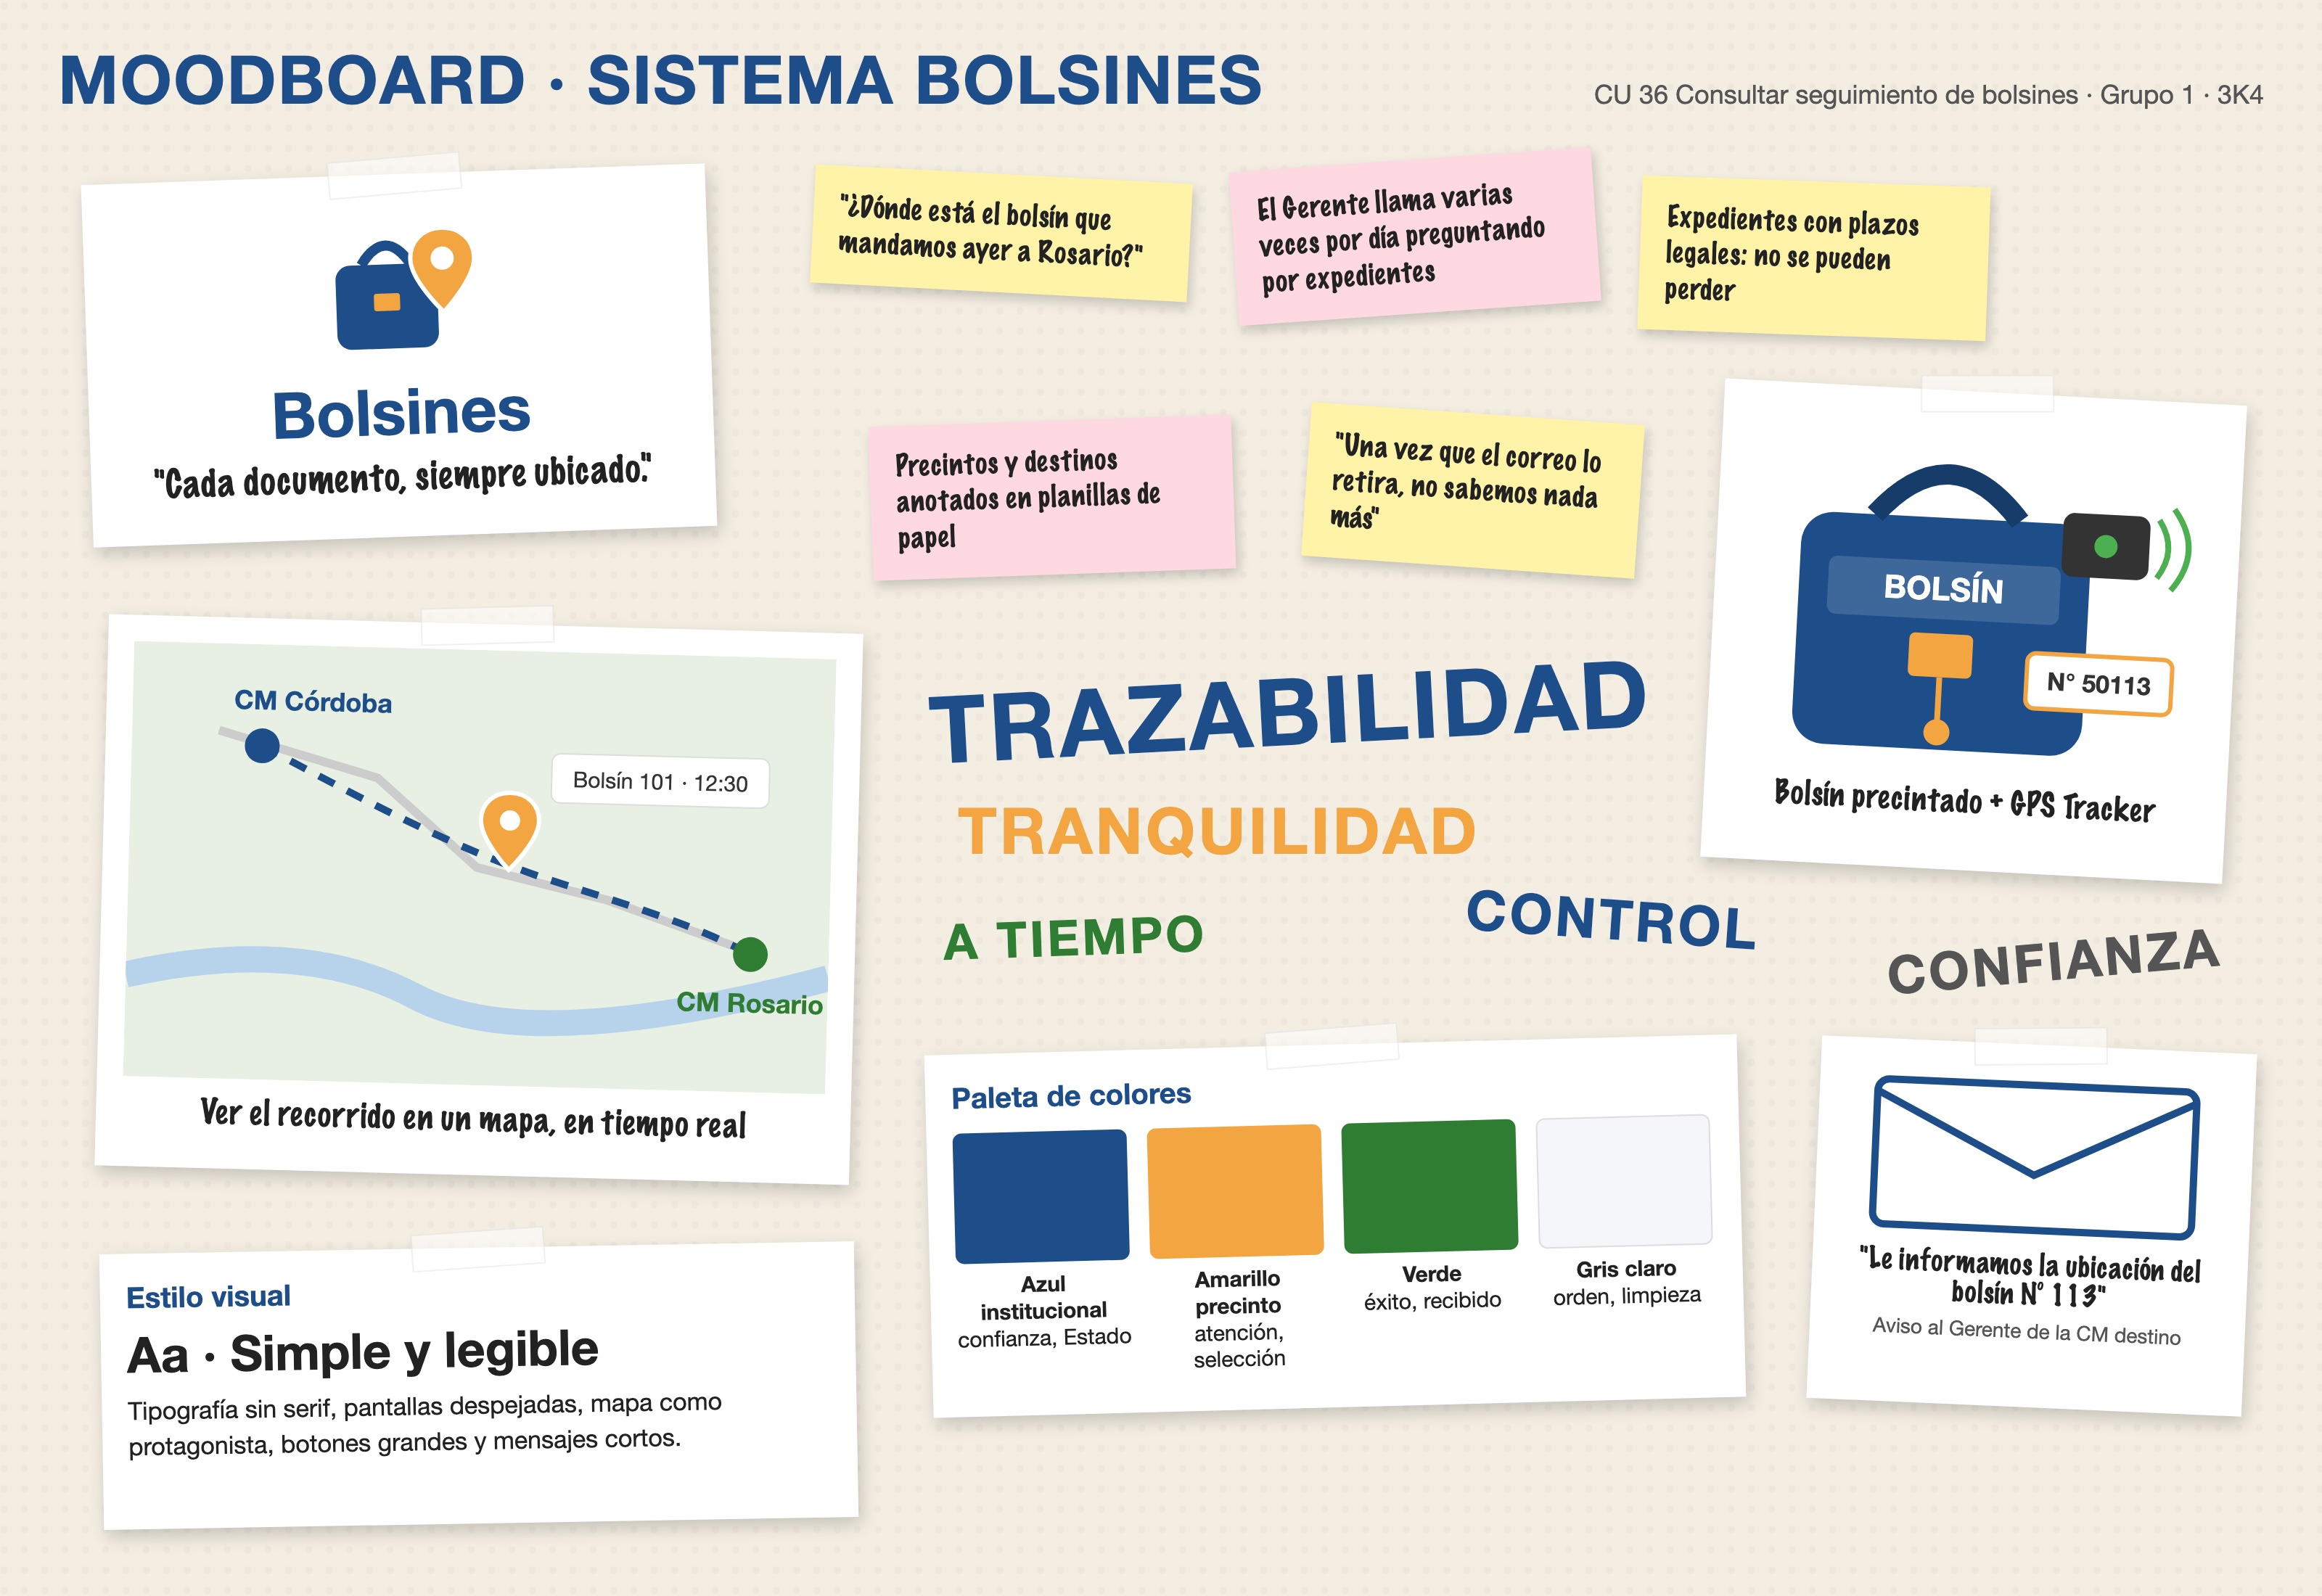 MOODBOARD · SISTEMA BOLSINES
CU 36 Consultar seguimiento de bolsines · Grupo 1 · 3K4
Bolsines
"Cada documento, siempre ubicado."
"¿Dónde está el bolsín que
mandamos ayer a Rosario?"
El Gerente llama varias
veces por día preguntando
por expedientes
Expedientes con plazos
legales: no se pueden
perder
Precintos y destinos
anotados en planillas de
papel
"Una vez que el correo lo
retira, no sabemos nada
más"
BOLSÍN
N° 50113
Bolsín precintado + GPS Tracker
CM Córdoba
Bolsín 101 · 12:30
CM Rosario
Ver el recorrido en un mapa, en tiempo real
TRAZABILIDAD
TRANQUILIDAD
A TIEMPO
CONTROL
CONFIANZA
Estilo visual
Aa · Simple y legible
Tipografía sin serif, pantallas despejadas, mapa como
protagonista, botones grandes y mensajes cortos.
Paleta de colores
Azul
institucional
confianza, Estado
Amarillo
precinto
atención,
selección
Verde
éxito, recibido
Gris claro
orden, limpieza
"Le informamos la ubicación del
bolsín N° 113"
Aviso al Gerente de la CM destino